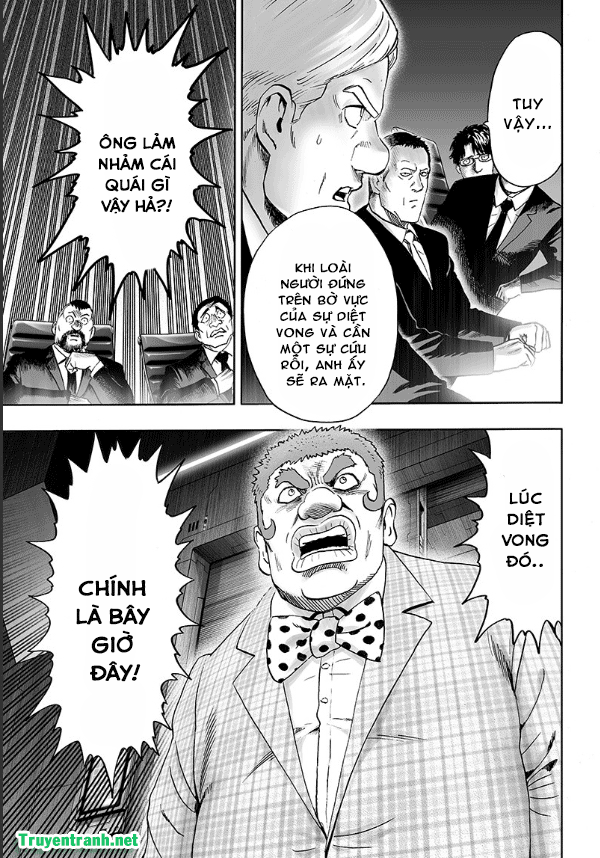 TUY
VẬY...
KHI LOÀI
NGƯỜI ĐỨNG
TRÊN BỜ VỰC
CỦA SỰ DIỆT
VONG VÀ CẦN
MỘT SỰ CỨU
RỖI, ANH ẤY
SẼ RA MẶT.
ÔNG LẢM
NHẢM CÁI
QUÁI GÌ
VẬY HẢ?!
LÚC
DIỆT
VONG
ĐÓ..
CHÍNH
LÀ BÂY
GIỜ
ĐÂY!
Truyentranh.net